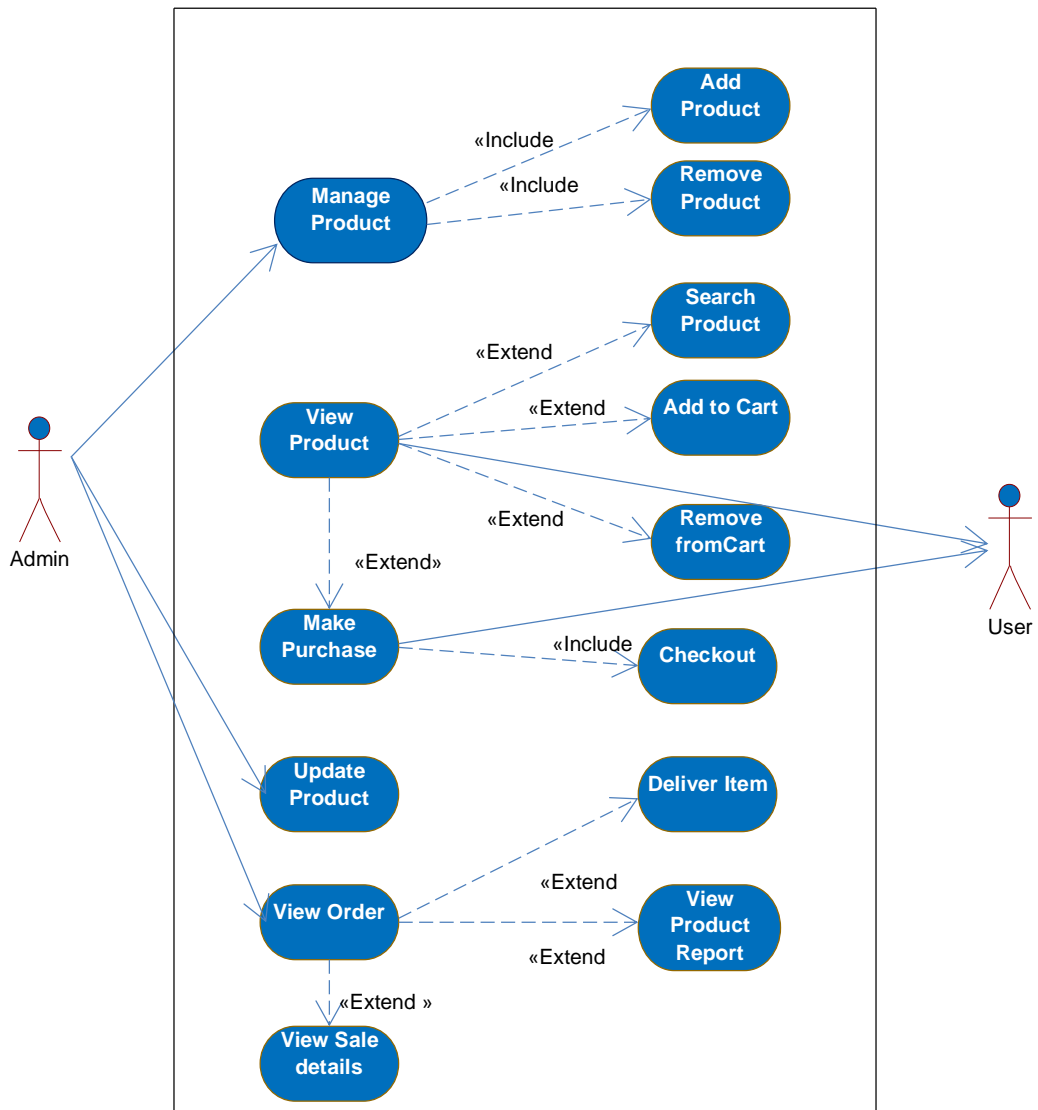 Add
Product
«Include
«Include
Remove
Product
Manage
Product
Search
Product
«Extend
«Extend
Add to Cart
View
Product
«Extend
Remove
fromCart
Admin
«Extend»
Make
Purchase
User
«Include
Checkout
Update
Product
Deliver Item
«Extend
View Order
View
Product
Report
«Extend
«Extend »
View Sale
details